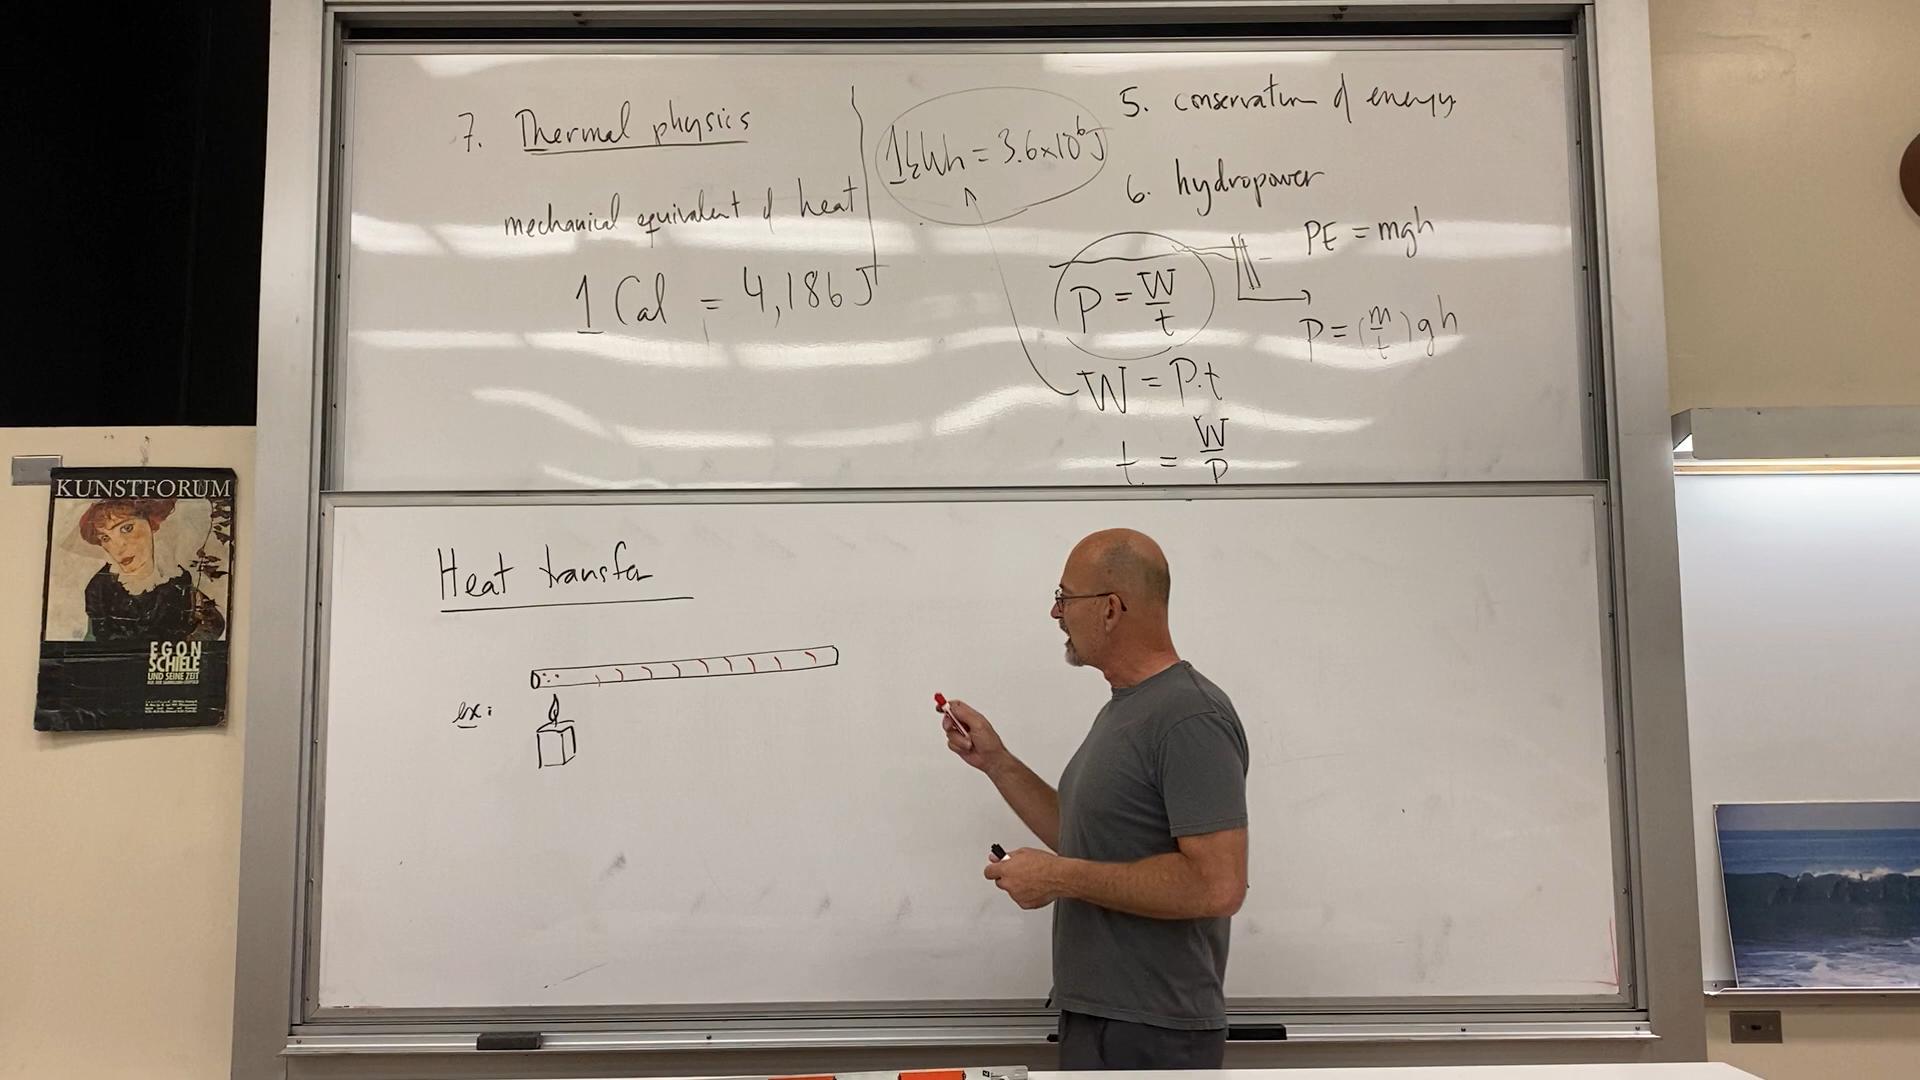 7. Thermal physics
mechanical equivalent of heat
1 Cal = 4,186 J
1 kWh = 3.6x10⁶ J
5. conservation of energy
6. hydropower
PE = mgh
P = W/t
P = (m/t) gh
W = P.t
t = W/P
Heat transfer
ex:
KUNSTFORUM
EGON
SCHIELE
UND SEINE ZEIT